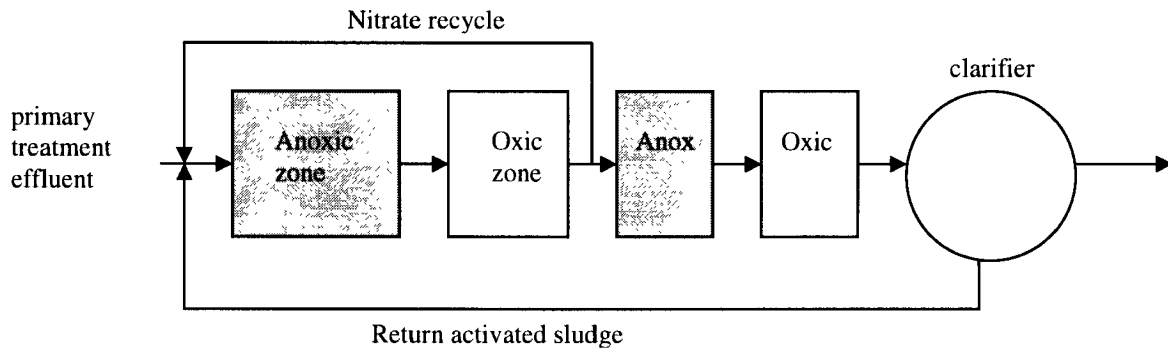 Nitrate recycle
clarifier
primary
treatment
effluent
Anoxic
zone
Oxic
zone
Anox
Oxic
Return activated sludge